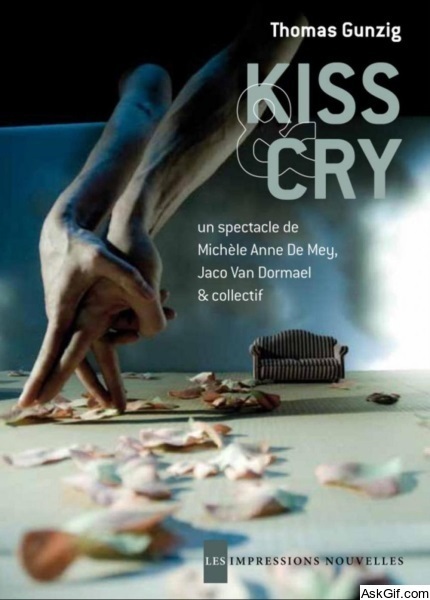 Thomas Gunzig
KISS
&
CRY
un spectacle de
Michèle Anne De Mey,
Jaco Van Dormael
& collectif
LES IMPRESSIONS NOUVELLES
AskGif.com